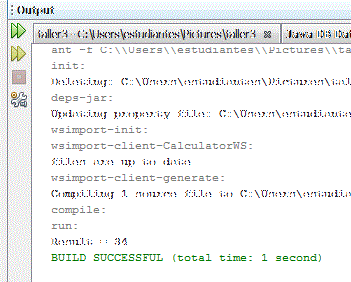 Output
taller3 - C:\Users\estudiantes\Pictures\taller3
Java DB Dat
ant -f C:\\Users\\estudiantes\\Pictures\\ta
init:
Deleting: C:\Users\estudiantes\Pictures\tal
deps-jar:
Updating property file: C:\Users\estudiante
wsimport-init:
wsimport-client-CalculatorWS:
files are up to date
wsimport-client-generate:
Compiling 1 source file to C:\Users\estudia
compile:
run:
Result = 34
BUILD SUCCESSFUL (total time: 1 second)